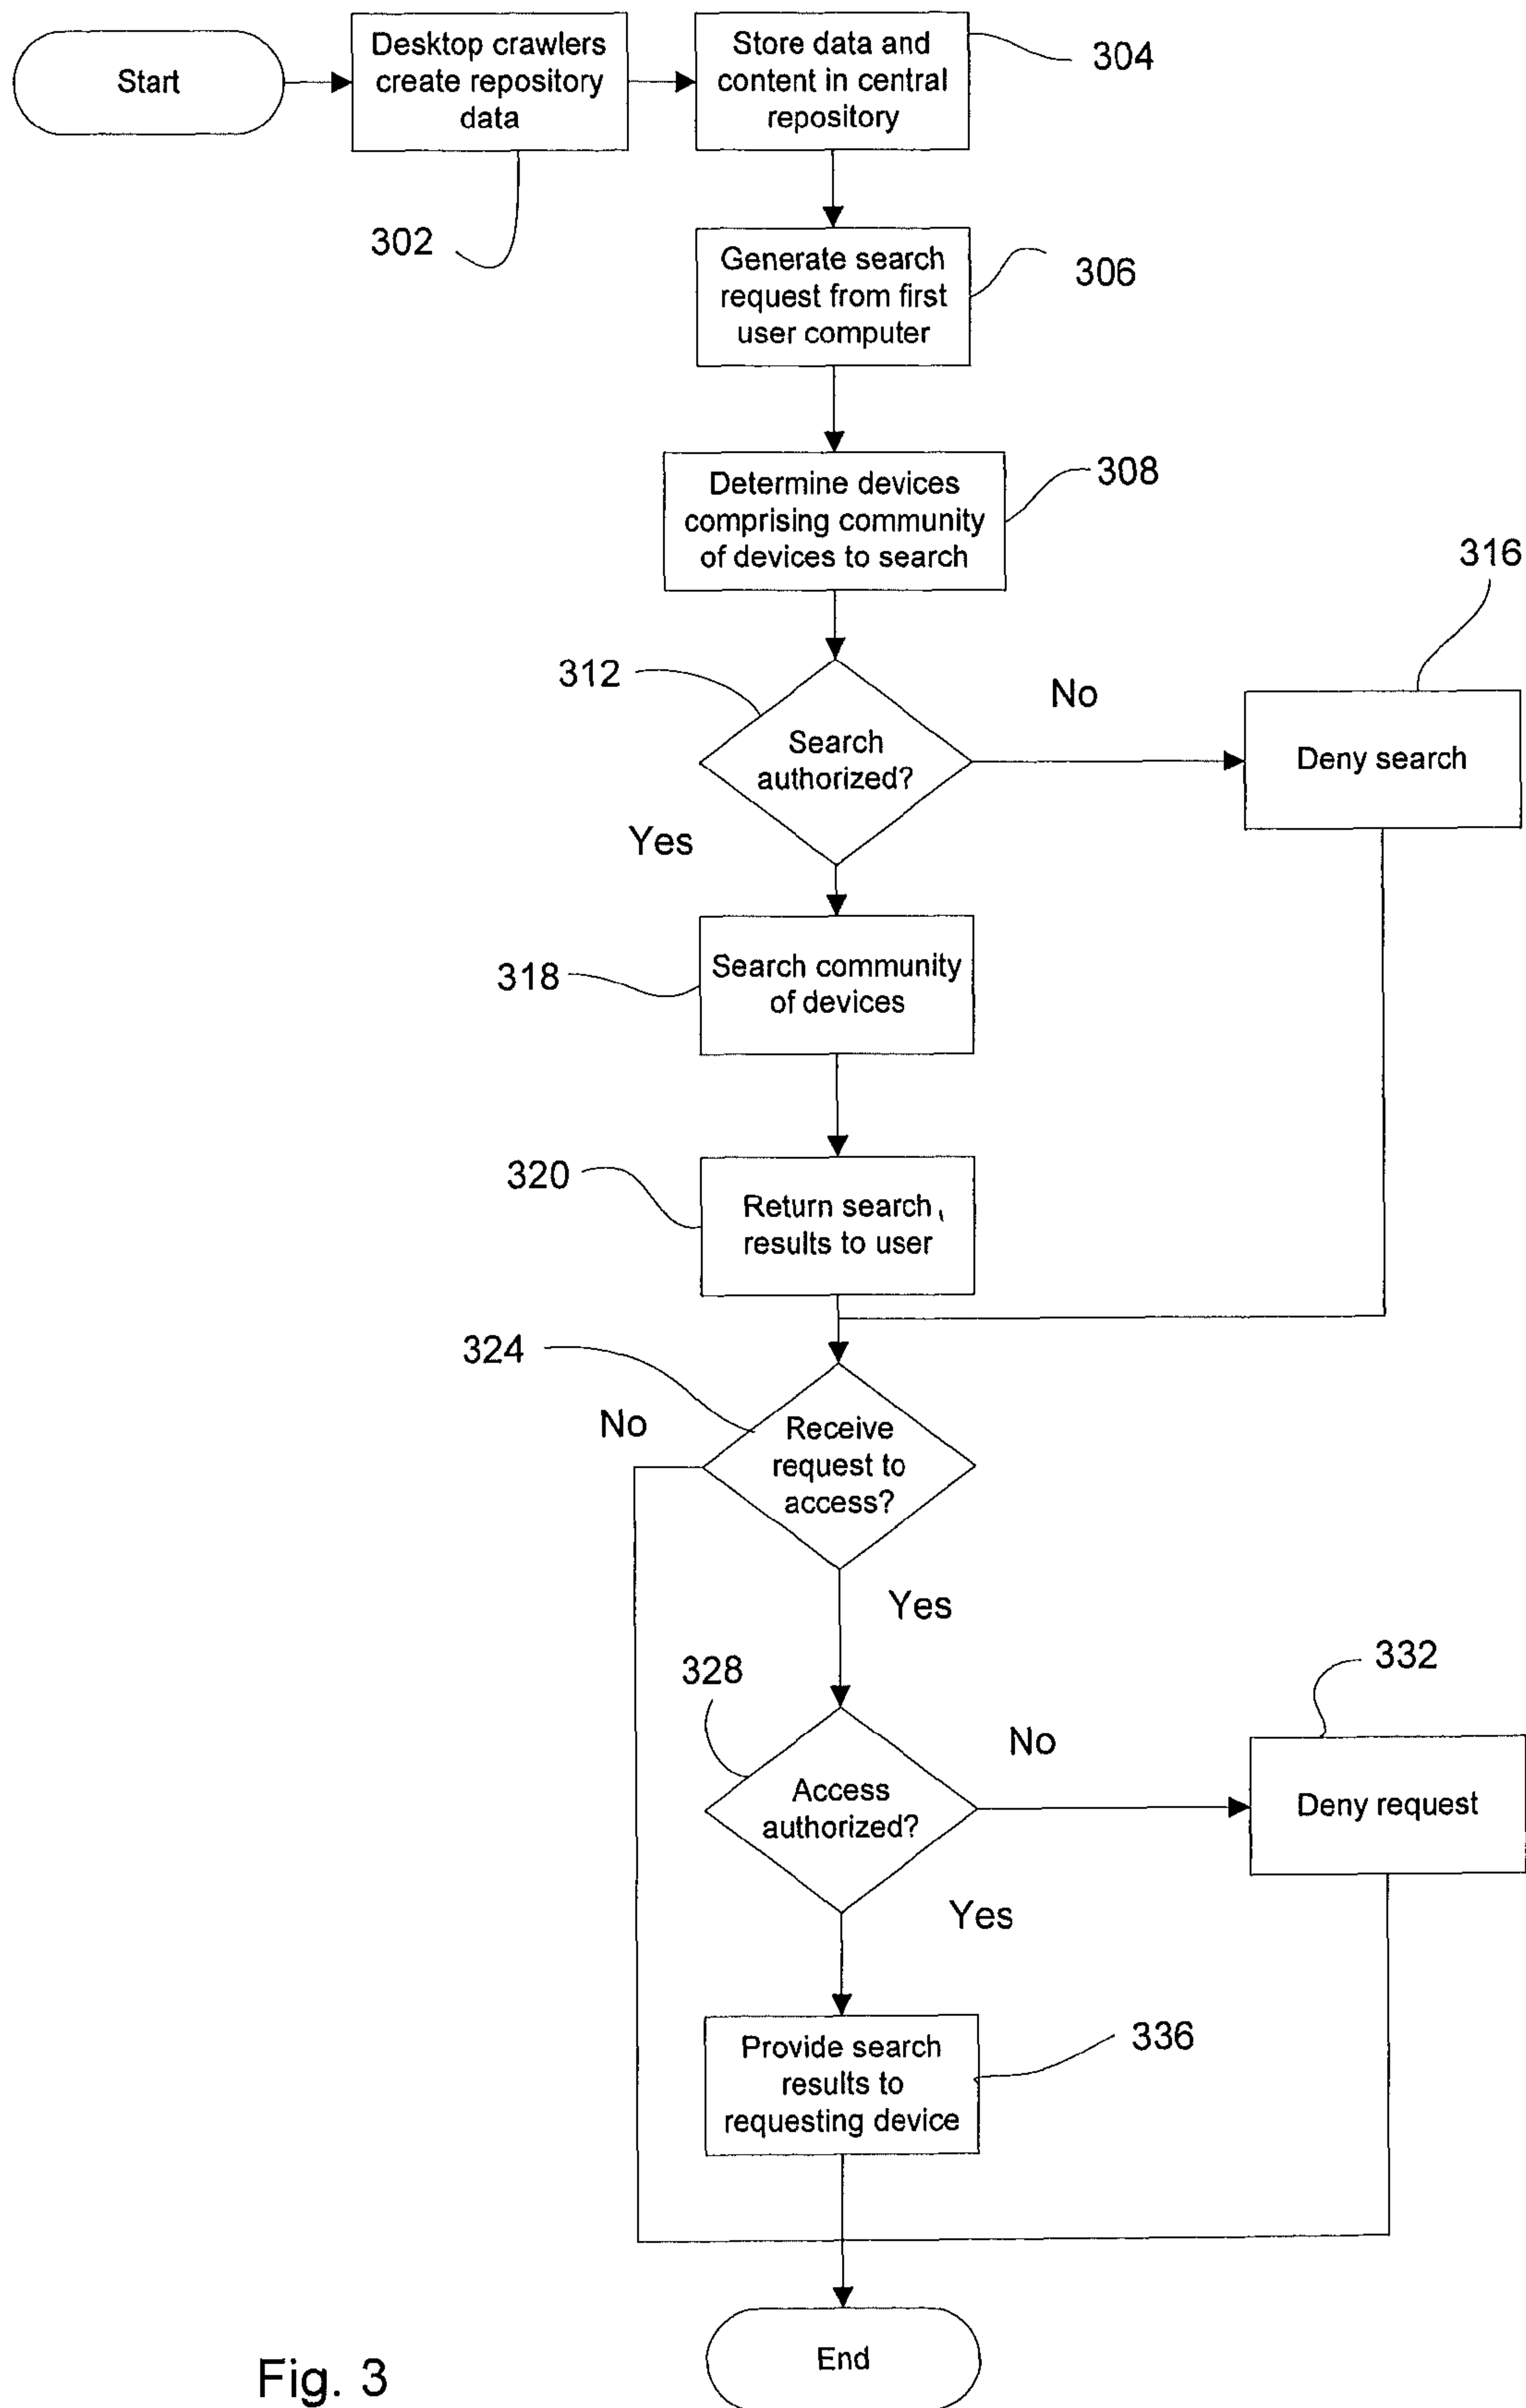 Start
Desktop crawlers
create repository
data
302
Store data and
content in central
repository
304
Generate search
request from first
user computer
306
Determine devices
comprising community
of devices to search
308
312
Search
authorized?
No
316
Deny search
Yes
318
Search community
of devices
320
Return search
results to user
324
Receive
request to
access?
No
Yes
328
Access
authorized?
No
332
Deny request
Yes
Provide search
results to
requesting device
336
End
Fig. 3